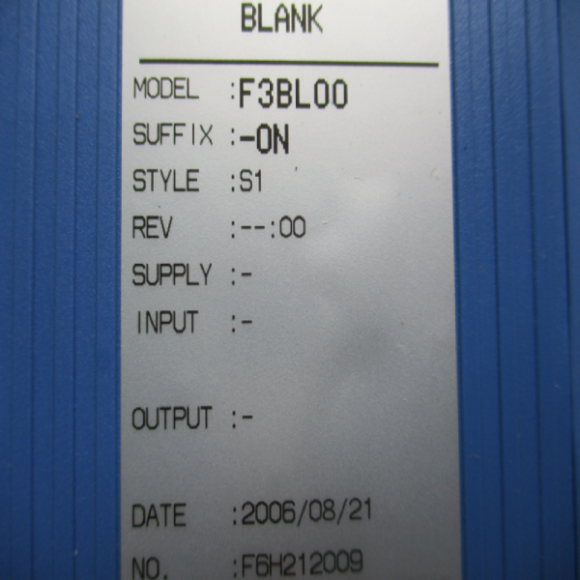 BLANK
MODEL :F3BL00
SUFFIX :-0N
STYLE :S1
REV :--:00
SUPPLY :-
INPUT :-
OUTPUT :-
DATE :2006/08/21
NO. :F6H212009